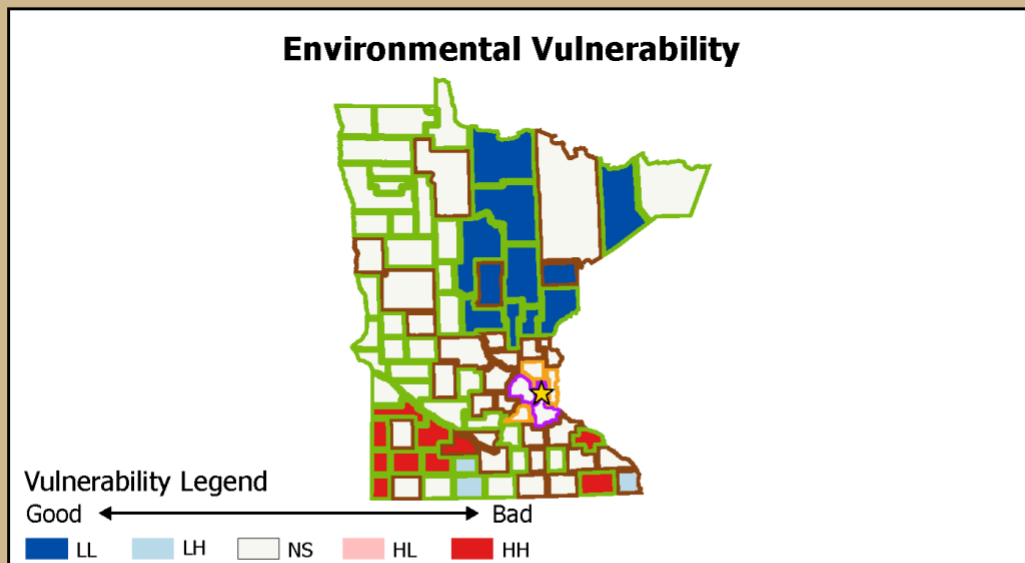 Environmental Vulnerability
Vulnerability Legend
Good Bad
LL LH NS HL HH